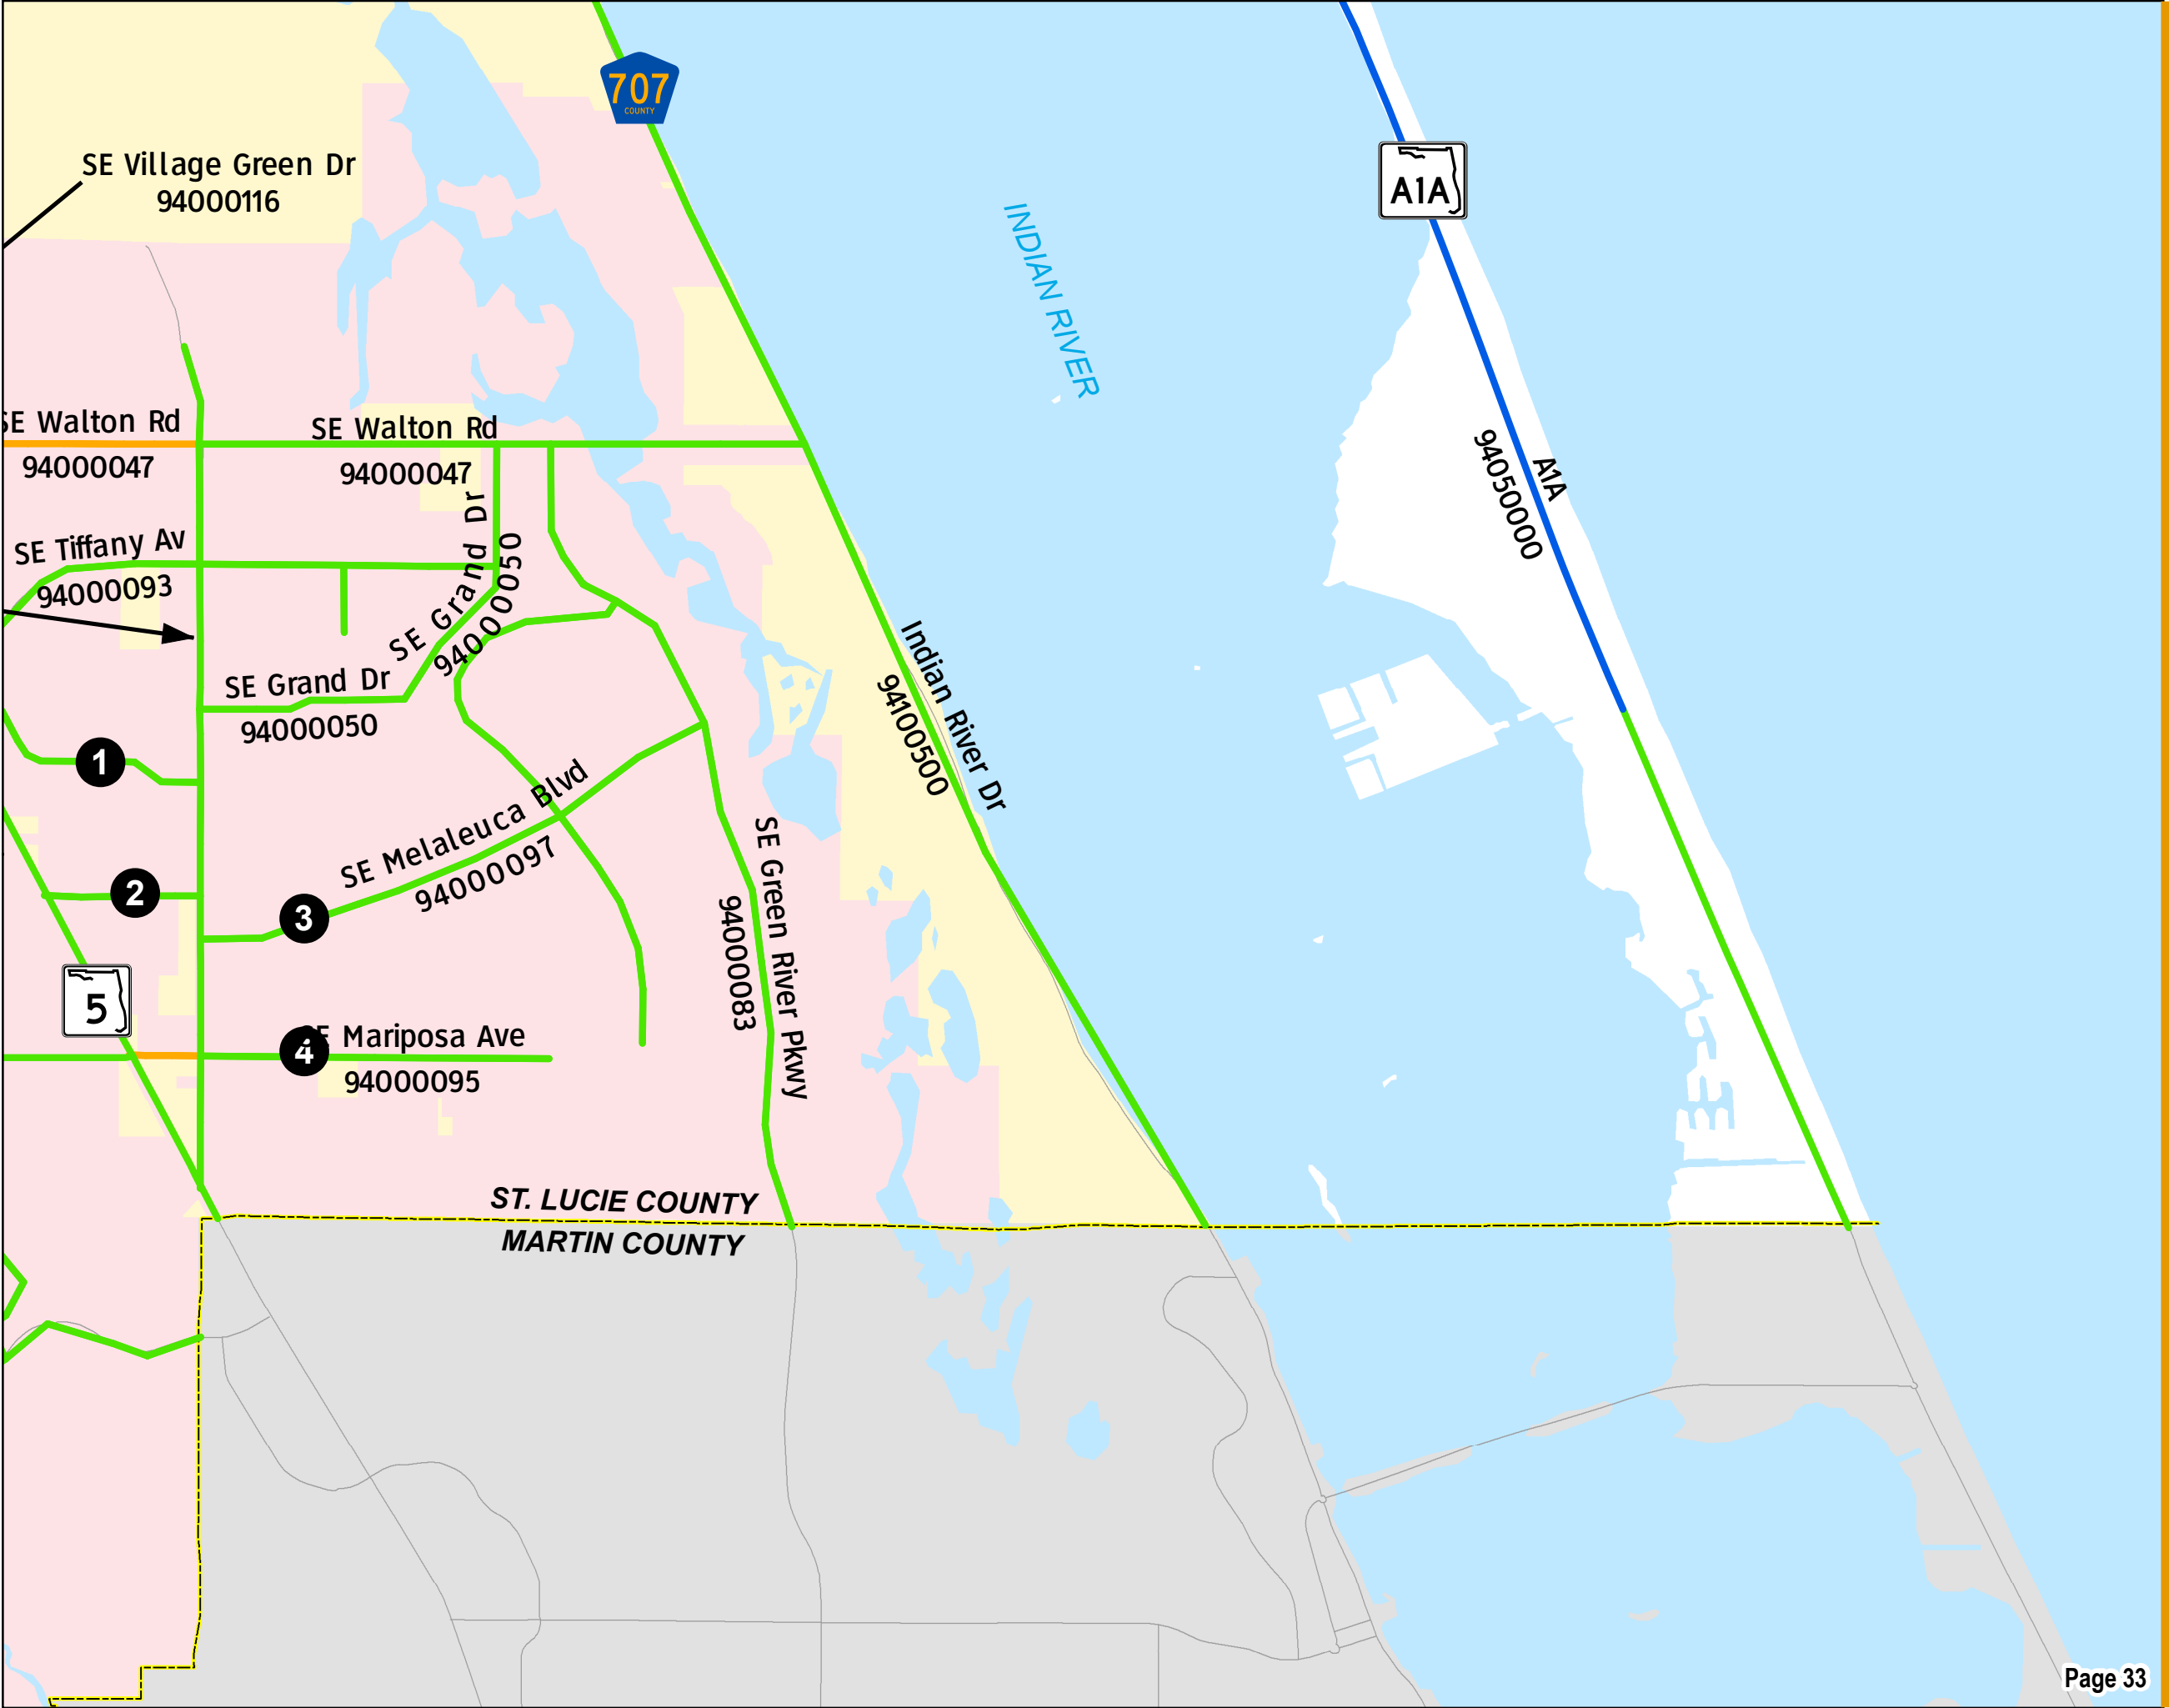 707
COUNTY
A1A
SE Village Green Dr
94000116
INDIAN RIVER
SE Walton Rd
94000047
SE Walton Rd
94000047
A1A
94050000
SE Tiffany Av
94000093
SE Grand Dr
94000050
SE Grand Dr
94000050
Indian River Dr
94100500
1
SE Melaleuca Blvd
94000097
2
3
SE Green River Pkwy
94000083
5
4
SE Mariposa Ave
94000095
ST. LUCIE COUNTY
MARTIN COUNTY
Page 33